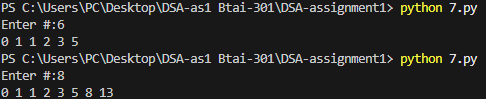 PS C:\Users\PC\Desktop\DSA-as1 Btai-301\DSA-assignment1> python 7.py
Enter #:6
0 1 1 2 3 5
PS C:\Users\PC\Desktop\DSA-as1 Btai-301\DSA-assignment1> python 7.py
Enter #:8
0 1 1 2 3 5 8 13